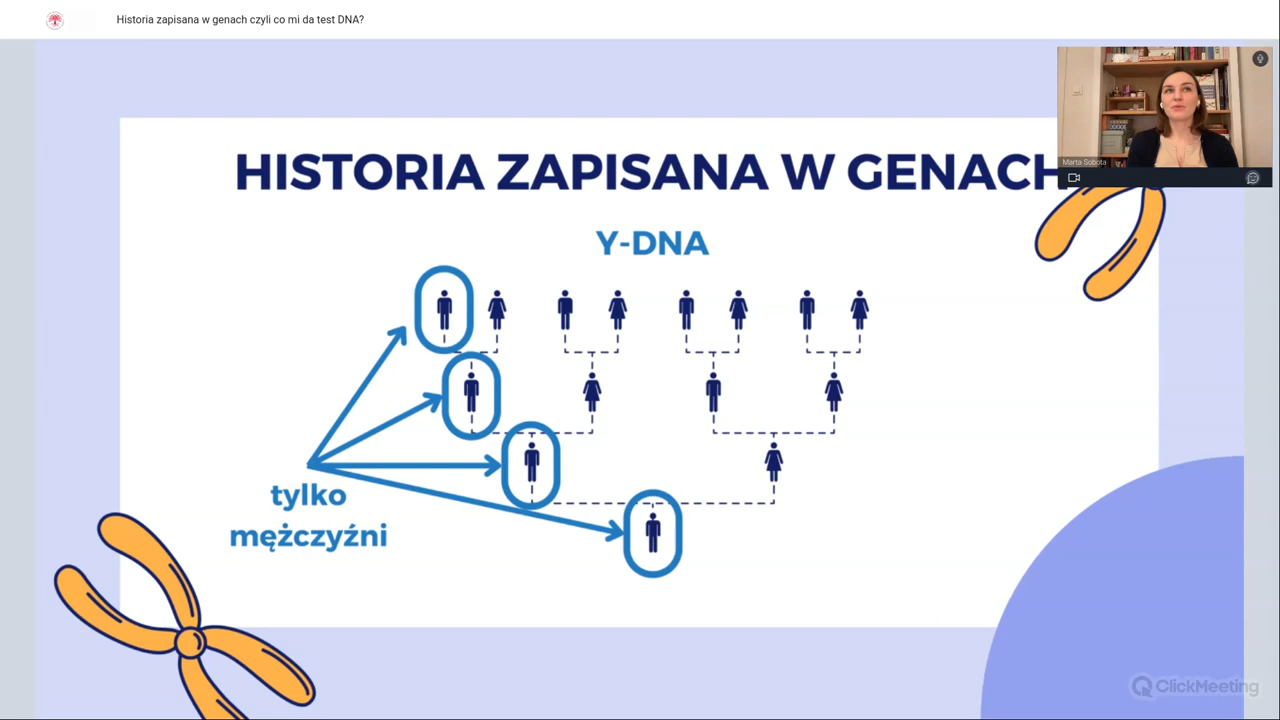 Historia zapisana w genach czyli co mi da test DNA?
Marta Sobota
HISTORIA ZAPISANA W GENACH
Y-DNA
tylko
mężczyźni
ClickMeeting